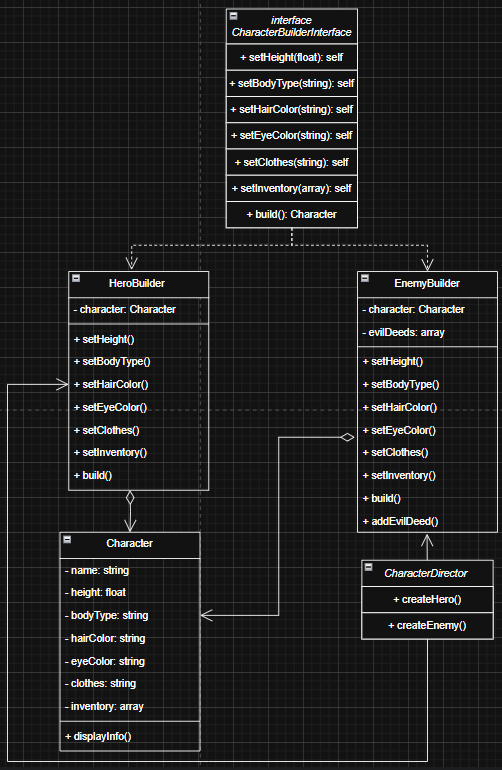 interface
CharacterBuilderInterface
+ setHeight(float): self
+ setBodyType(string): self
+ setHairColor(string): self
+ setEyeColor(string): self
+ setClothes(string): self
+ setInventory(array): self
+ build(): Character
HeroBuilder
- character: Character
+ setHeight()
+ setBodyType()
+ setHairColor()
+ setEyeColor()
+ setClothes()
+ setInventory()
+ build()
EnemyBuilder
- character: Character
- evilDeeds: array
+ setHeight()
+ setBodyType()
+ setHairColor()
+ setEyeColor()
+ setClothes()
+ setInventory()
+ build()
+ addEvilDeed()
Character
- name: string
- height: float
- bodyType: string
- hairColor: string
- eyeColor: string
- clothes: string
- inventory: array
+ displayInfo()
CharacterDirector
+ createHero()
+ createEnemy()